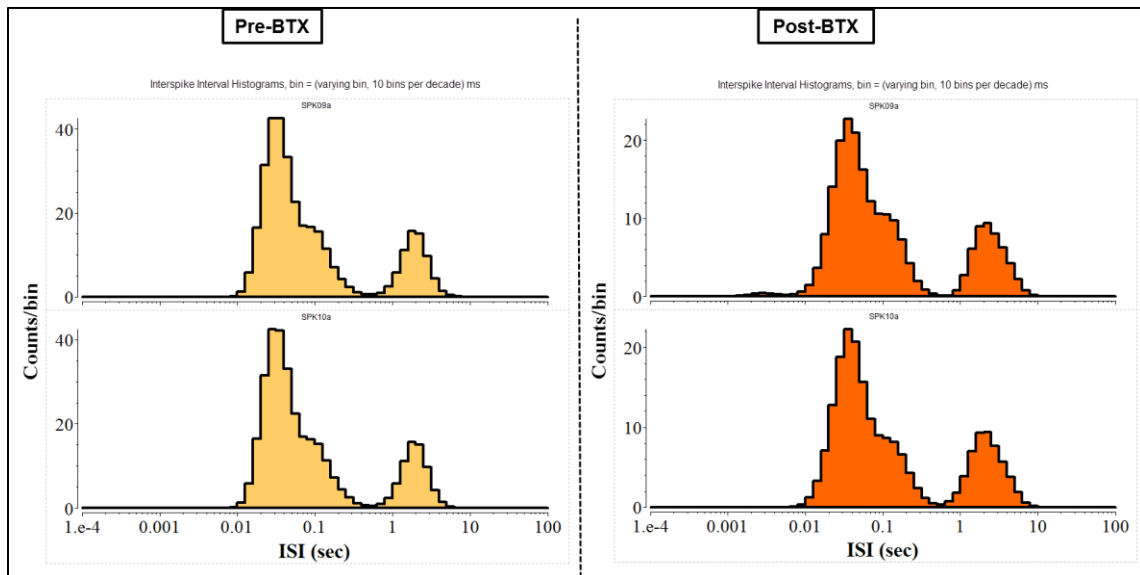 Pre-BTX
Post-BTX
Interspike Interval Histograms, bin = (varying bin, 10 bins per decade) ms
SPK09a
40
20
0
SPK10a
40
20
0
1.e-4 0.001 0.01 0.1 1 10 100
Counts/bin
ISI (sec)
Interspike Interval Histograms, bin = (varying bin, 10 bins per decade) ms
SPK09a
20
10
0
SPK10a
20
10
0
1.e-4 0.001 0.01 0.1 1 10 100
Counts/bin
ISI (sec)